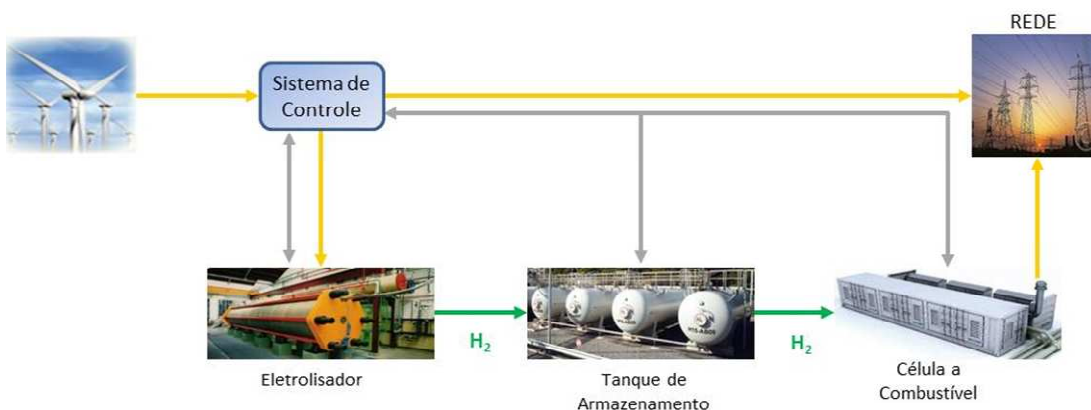 REDE
Sistema de
Controle
H₂
H₂
Eletrolisador
Tanque de
Armazenamento
Célula a
Combustível